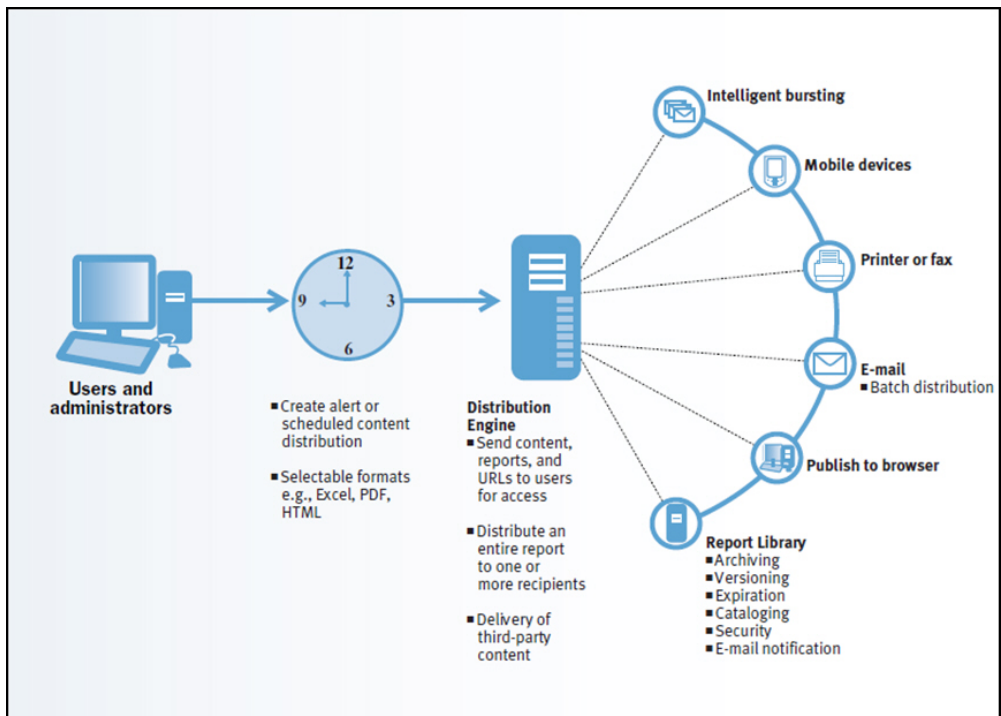 Intelligent bursting
Mobile devices
Printer or fax
E-mail
■ Batch distribution
Publish to browser
Report Library
■ Archiving
■ Versioning
■ Expiration
■ Cataloging
■ Security
■ E-mail notification
12
9
3
6
Users and
administrators
■ Create alert or
scheduled content
distribution
■ Selectable formats
e.g., Excel, PDF,
HTML
Distribution
Engine
■ Send content,
reports, and
URLs to users
for access
■ Distribute an
entire report
to one or
more recipients
■ Delivery of
third-party
content